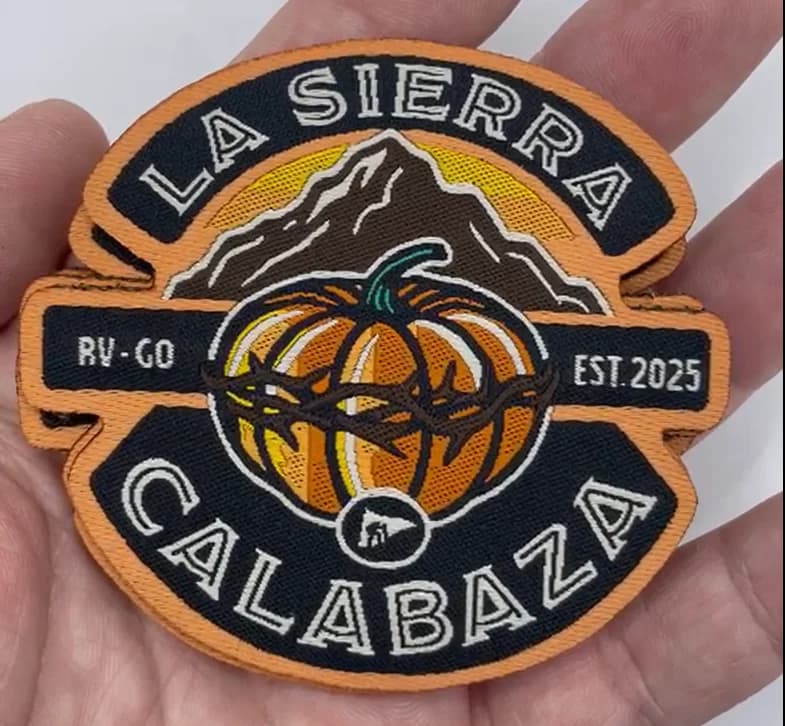 LA SIERRA
RV-GO
EST. 2025
CALABAZA